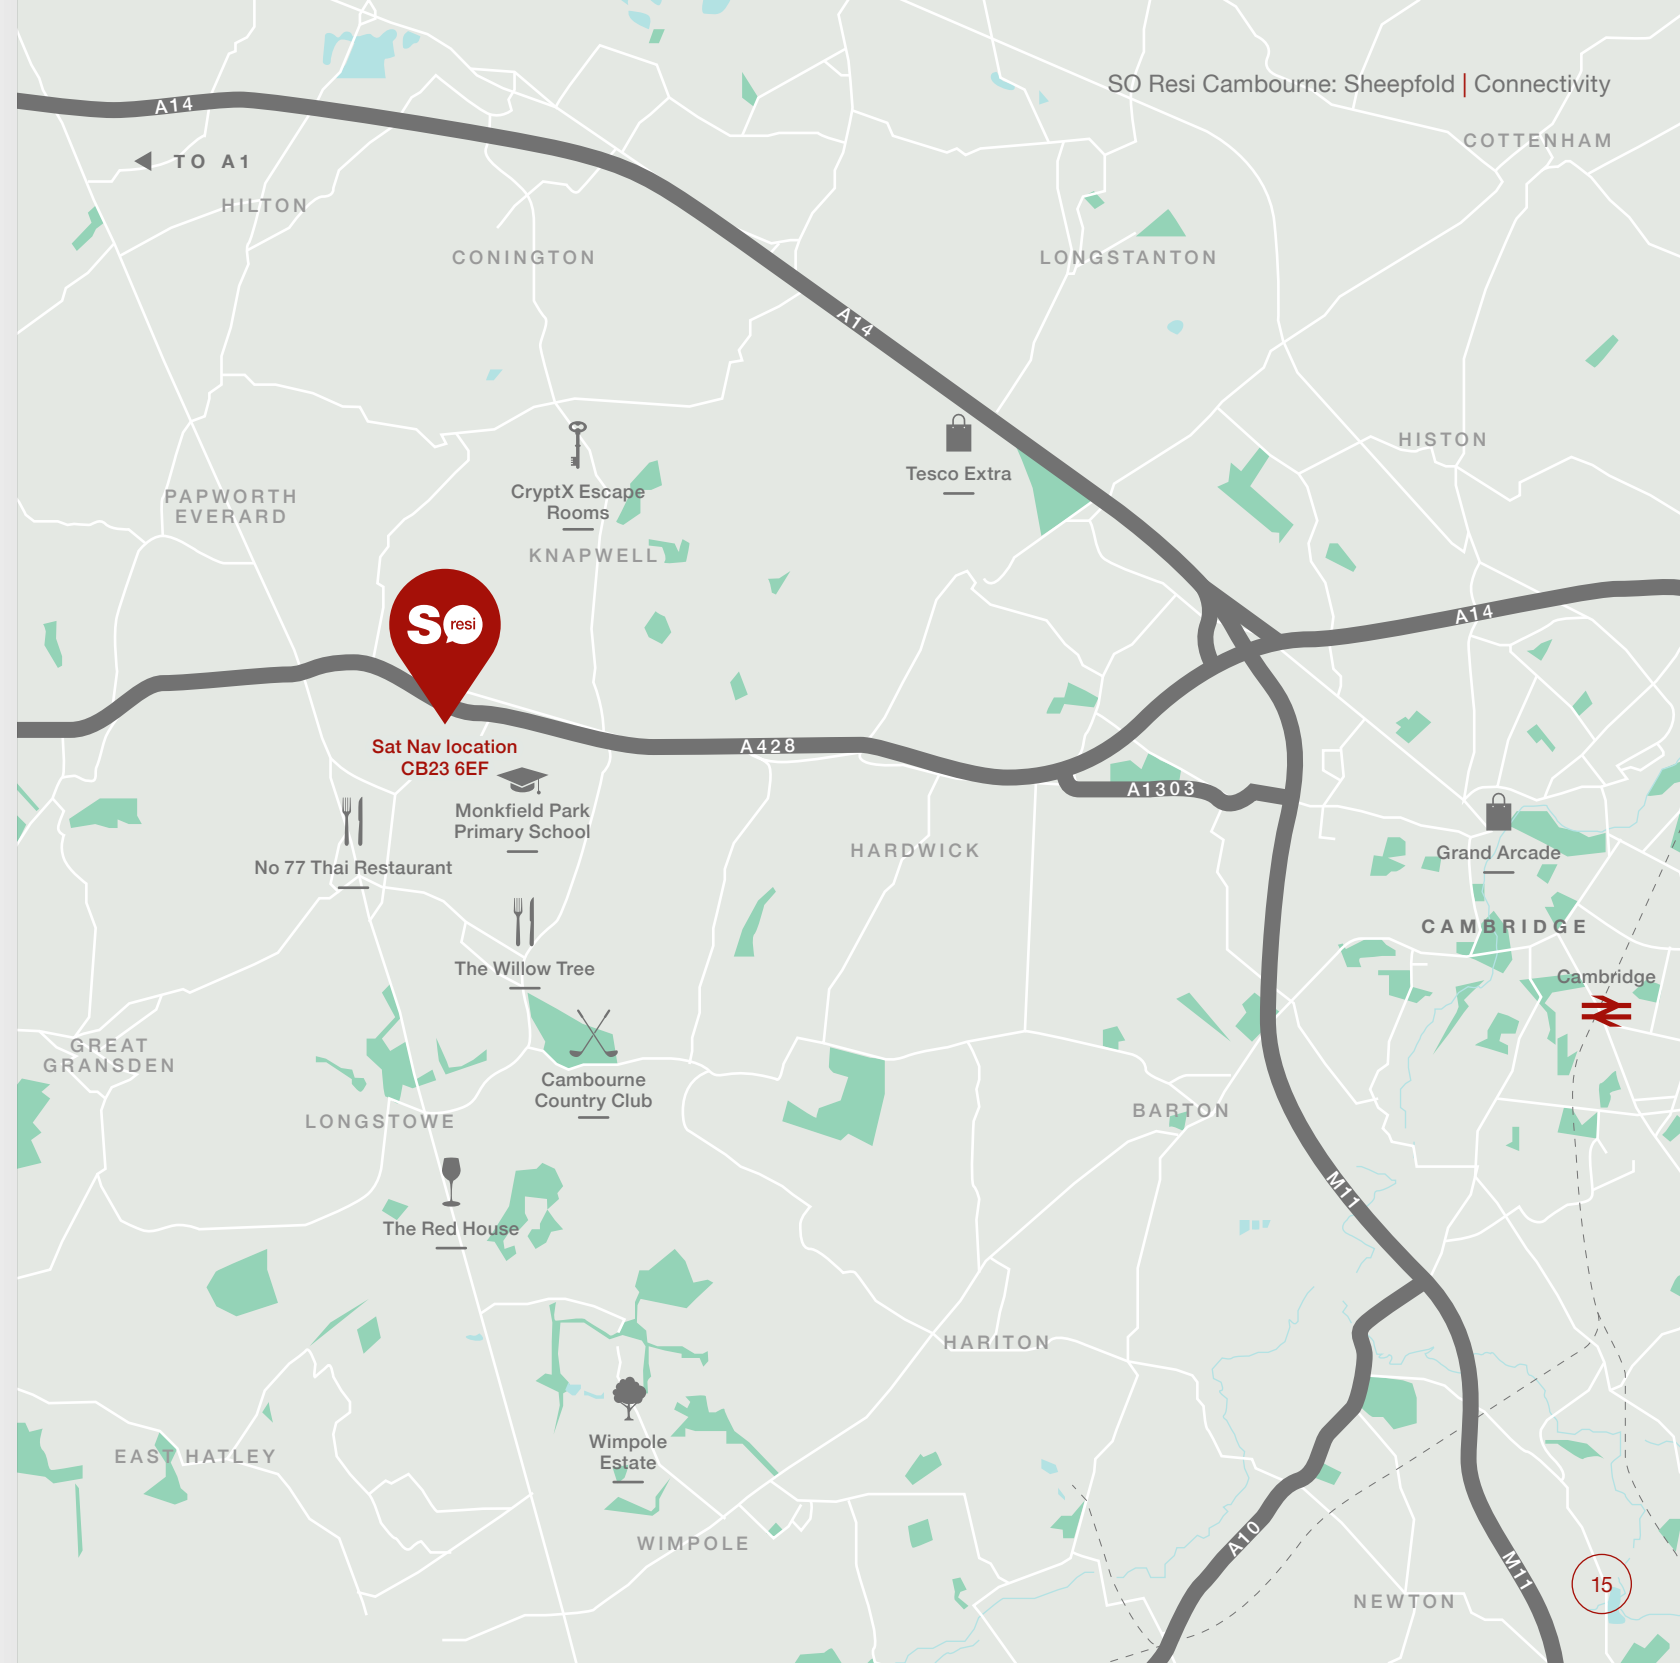 SO Resi Cambourne: Sheepfold | Connectivity
A14
TO A1
COTTENHAM
HILTON
CONINGTON
LONGSTANTON
A14
HISTON
Tesco Extra
CryptX Escape
Rooms
PAPWORTH
EVERARD
KNAPWELL
SO resi
A14
Sat Nav location
CB23 6EF
A428
A1303
Monkfield Park
Primary School
No 77 Thai Restaurant
HARDWICK
Grand Arcade
CAMBRIDGE
The Willow Tree
Cambridge
GREAT
GRANSDEN
Cambourne
Country Club
LONGSTOWE
BARTON
M11
The Red House
HARITON
Wimpole
Estate
EAST HATLEY
WIMPOLE
A10
M11
NEWTON
15